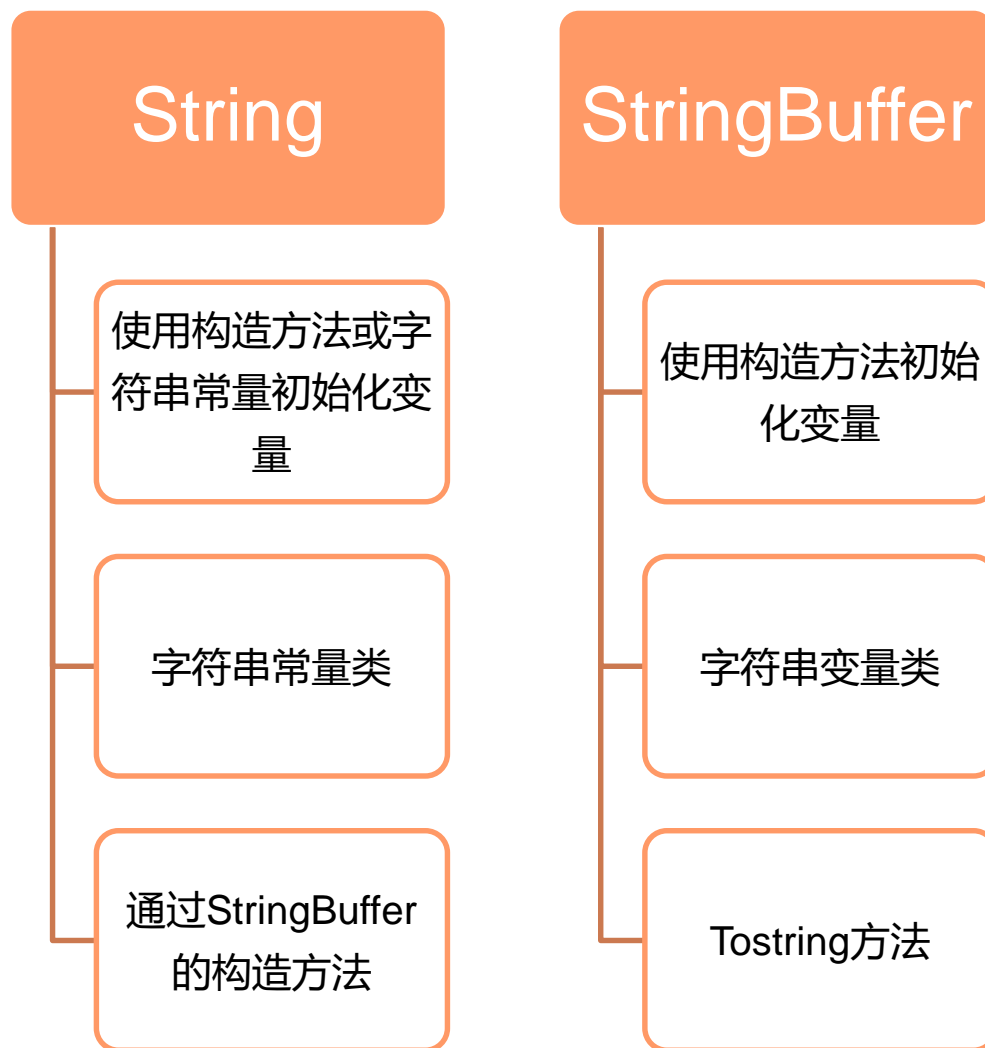 String
使用构造方法或字
符串常量初始化变
量
字符串常量类
通过StringBuffer
的构造方法
StringBuffer
使用构造方法初始
化变量
字符串变量类
Tostring方法